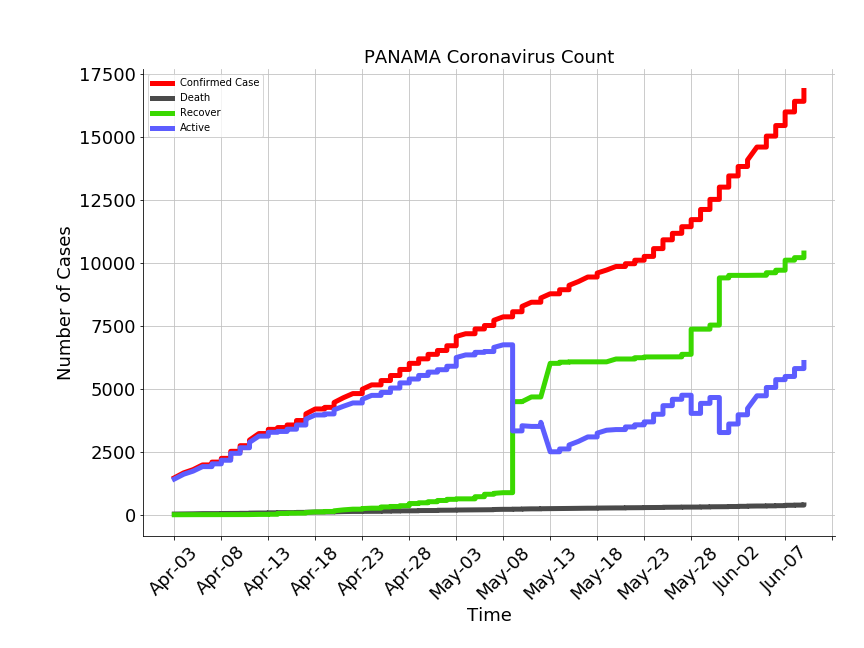 PANAMA Coronavirus Count
17500
15000
12500
10000
7500
5000
2500
0
Number of Cases
Confirmed Case
Death
Recover
Active
Apr-03
Apr-08
Apr-13
Apr-18
Apr-23
Apr-28
May-03
May-08
May-13
May-18
May-23
May-28
Jun-02
Jun-07
Time